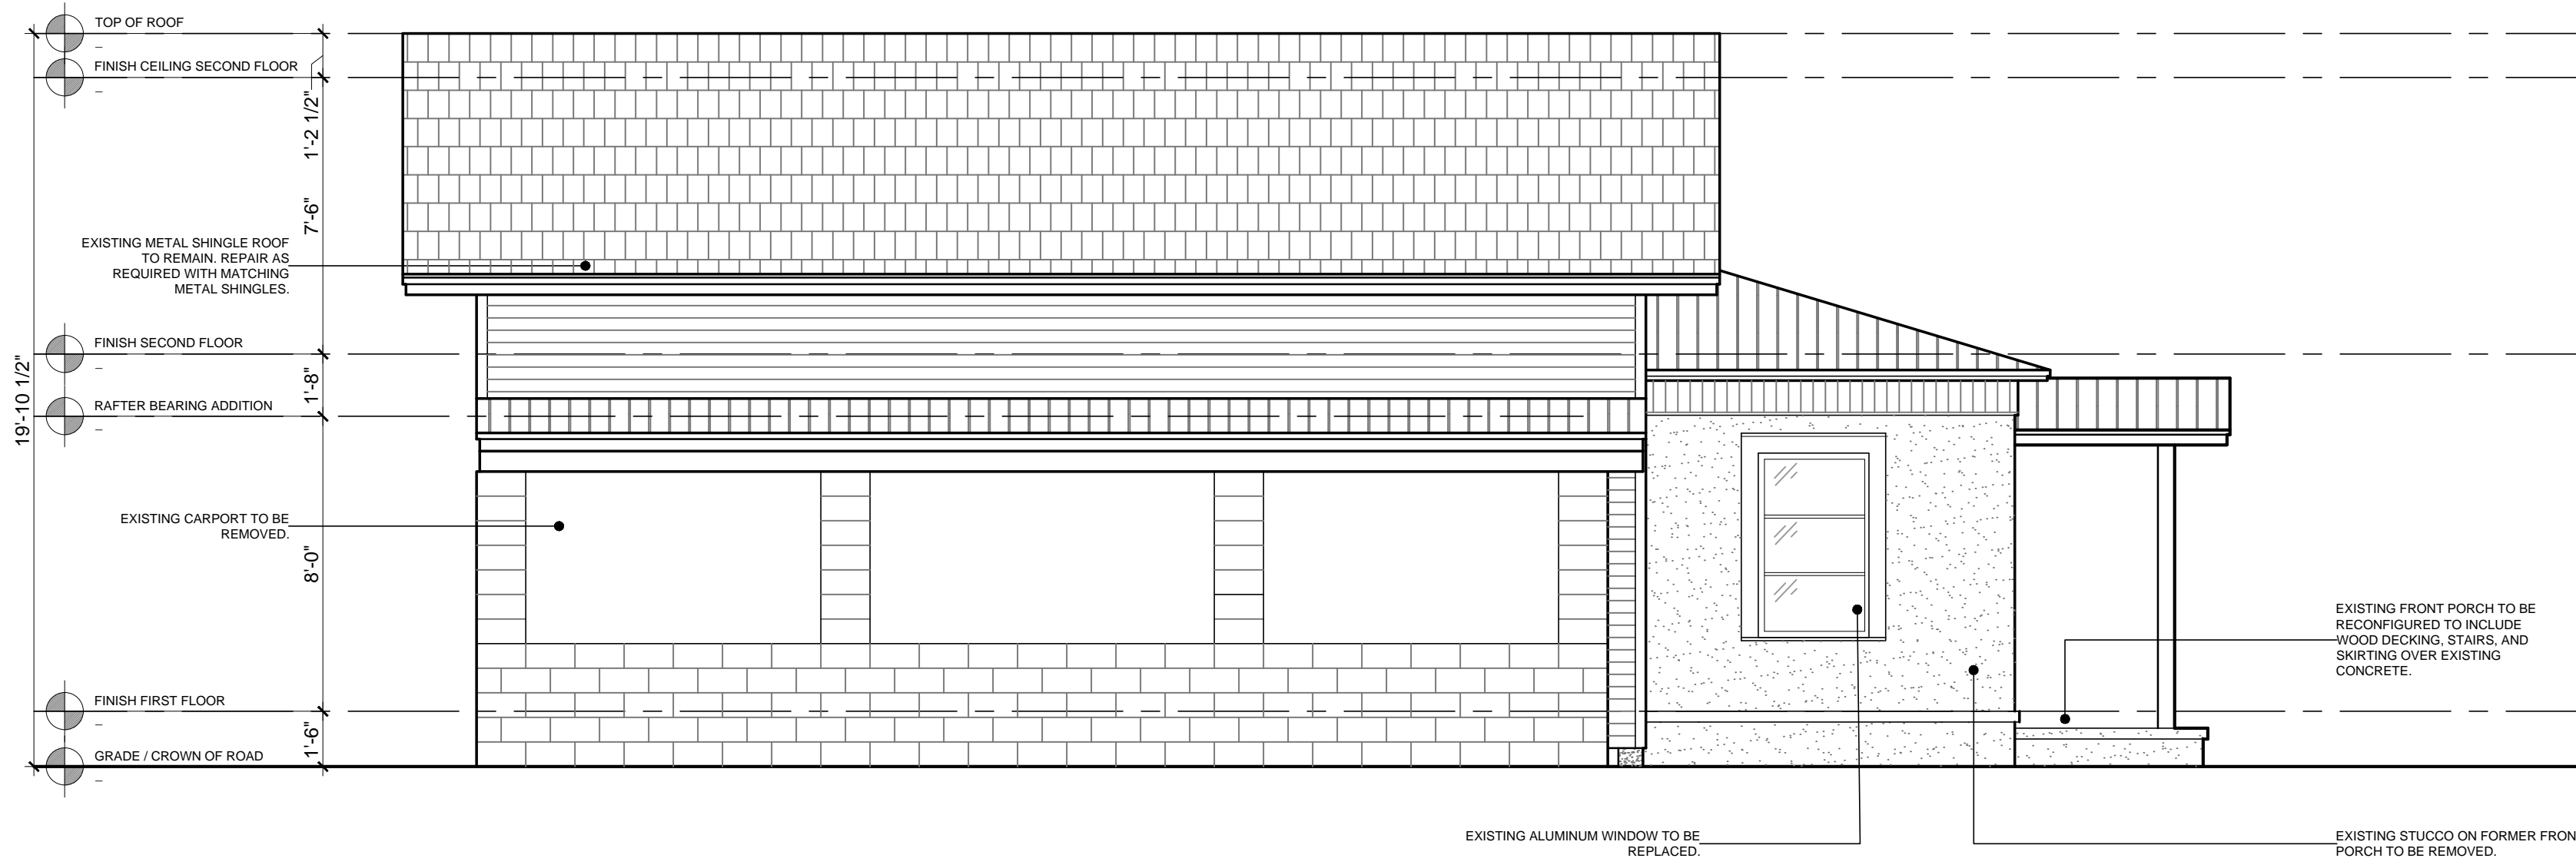 TOP OF ROOF
FINISH CEILING SECOND FLOOR
1'-2 1/2"
7'-6"
EXISTING METAL SHINGLE ROOF
TO REMAIN. REPAIR AS
REQUIRED WITH MATCHING
METAL SHINGLES.
FINISH SECOND FLOOR
19'-10 1/2"
1'-8"
RAFTER BEARING ADDITION
EXISTING CARPORT TO BE
REMOVED.
8'-0"
EXISTING FRONT PORCH TO BE
RECONFIGURED TO INCLUDE
WOOD DECKING, STAIRS, AND
SKIRTING OVER EXISTING
CONCRETE.
FINISH FIRST FLOOR
1'-6"
GRADE / CROWN OF ROAD
EXISTING ALUMINUM WINDOW TO BE
REPLACED.
EXISTING STUCCO ON FORMER FRON
PORCH TO BE REMOVED.